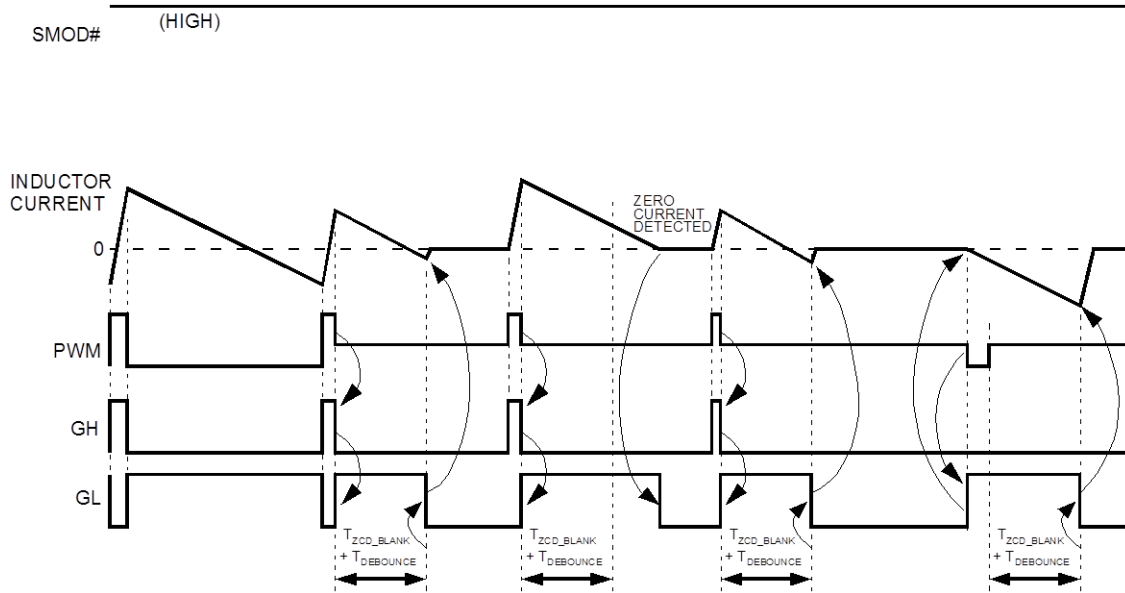 (HIGH)
SMOD#
INDUCTOR
CURRENT
ZERO
CURRENT
DETECTED
0
PWM
GH
GL
TZCD_BLANK
+ TDEBOUNCE
TZCD_BLANK
+ TDEBOUNCE
TZCD_BLANK
+ TDEBOUNCE
TZCD_BLANK
+ TDEBOUNCE